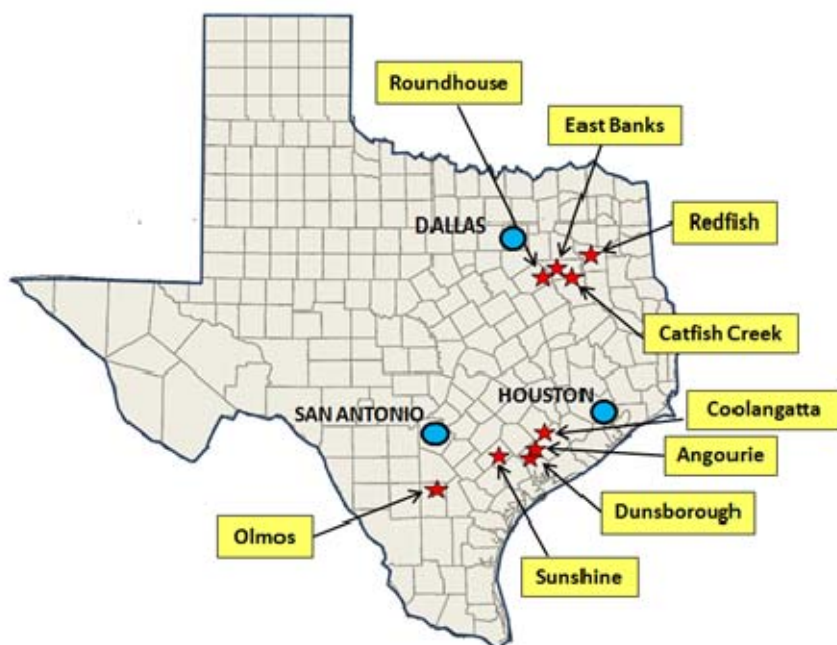 Roundhouse
East Banks
Redfish
DALLAS
Catfish Creek
HOUSTON
SAN ANTONIO
Coolangatta
Angourie
Dunsborough
Olmos
Sunshine